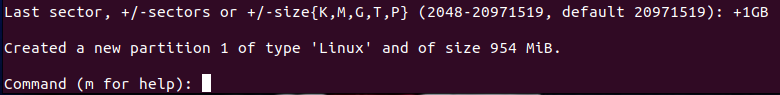 Last sector, +/-sectors or +/-size{K,M,G,T,P} (2048-20971519, default 20971519): +1GB
Created a new partition 1 of type 'Linux' and of size 954 MiB.
Command (m for help):